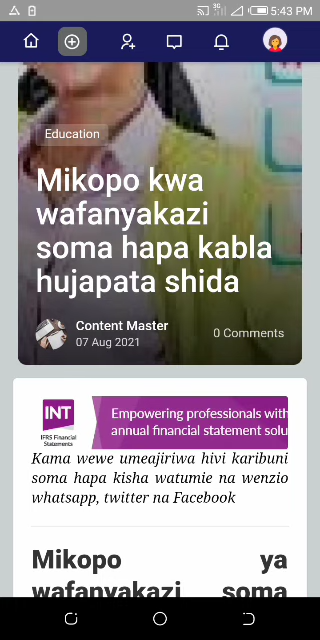 3G
5:43 PM
Education
Mikopo kwa
wafanyakazi
soma hapa kabla
hujapata shida
Content Master
07 Aug 2021
0 Comments
INT
IFRS Financial
Statements
Empowering professionals with
annual financial statement solu
Kama wewe umeajiriwa hivi karibuni
soma hapa kisha watumie na wenzio
whatsapp, twitter na Facebook
Mikopo ya
wafanyakazi soma